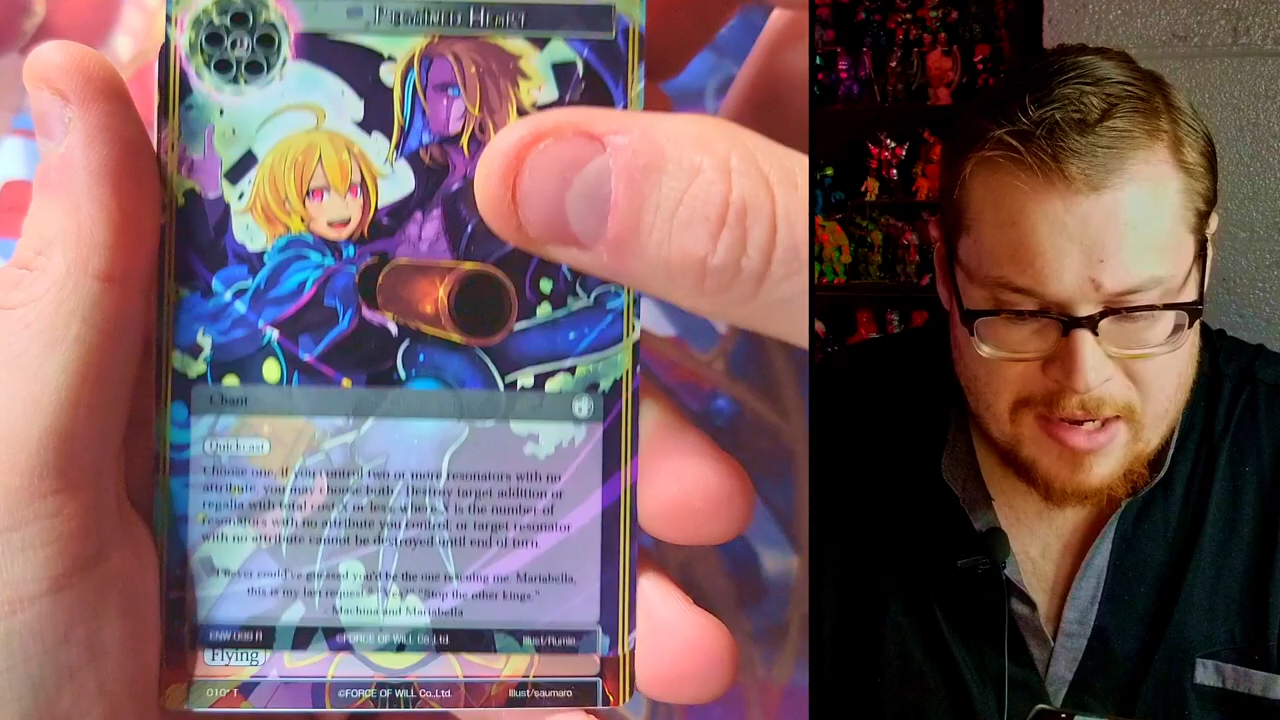 Chant
Quickcast
Choose one, if you control two or more resonators with no
attribute, you may choose both: Destroy target addition or
regalia with total cost X or less, where X is the number of
resonators with no attribute you control, or target resonator
with no attribute cannot be destroyed until end of turn.
"I never could've guessed you'd be the one rescuing me. Mariabella,
this is my last request
stop the other kings."
- Machina and Mariabella
©FORCE OF WILL Co.,Ltd.
Illust/Rumie
Flying
010* T
©FORCE OF WILL Co.,Ltd.
Illust/saumaro